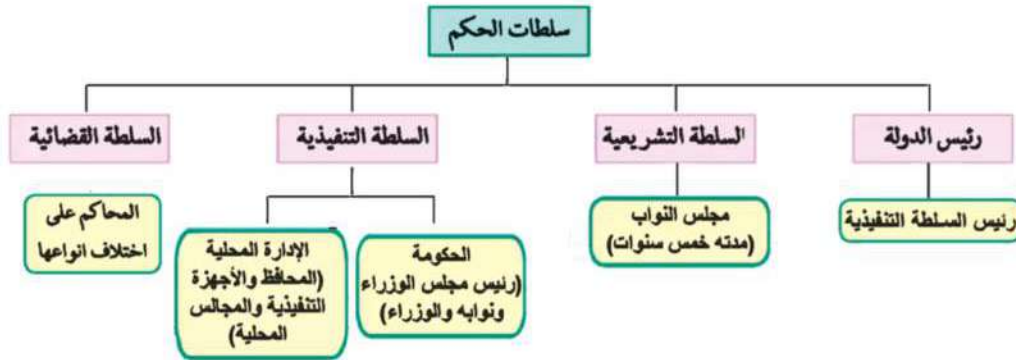 سلطات الحكم
رئيس الدولة
السلطة التشريعية
السلطة التنفيذية
السلطة القضائية
رئيس السلطة التنفيذية
مجلس النواب
(مدته خمس سنوات)
الحكومة
(رئيس مجلس الوزراء
ونوابه والوزراء)
الإدارة المحلية
(المحافظ والأجهزة
التنفيذية والمجالس
المحلية)
المحاكم على
اختلاف انواعها